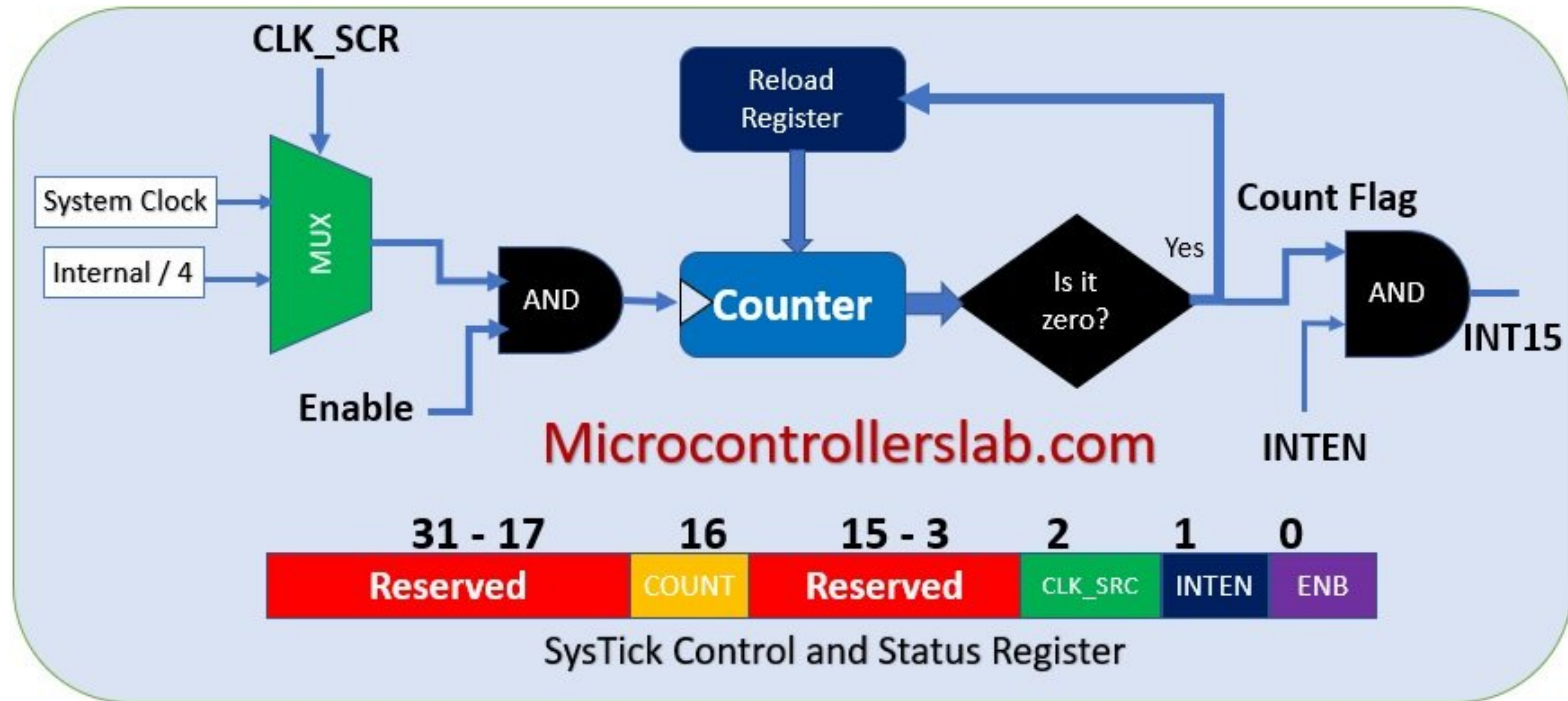 CLK_SCR
System Clock
Internal / 4
MUX
AND
Enable
Reload
Register
Counter
Is it
zero?
Yes
Count Flag
AND
INT15
INTEN
Microcontrollerslab.com
31 - 17 16 15 - 3 2 1 0
Reserved COUNT Reserved CLK_SRC INTEN ENB
SysTick Control and Status Register